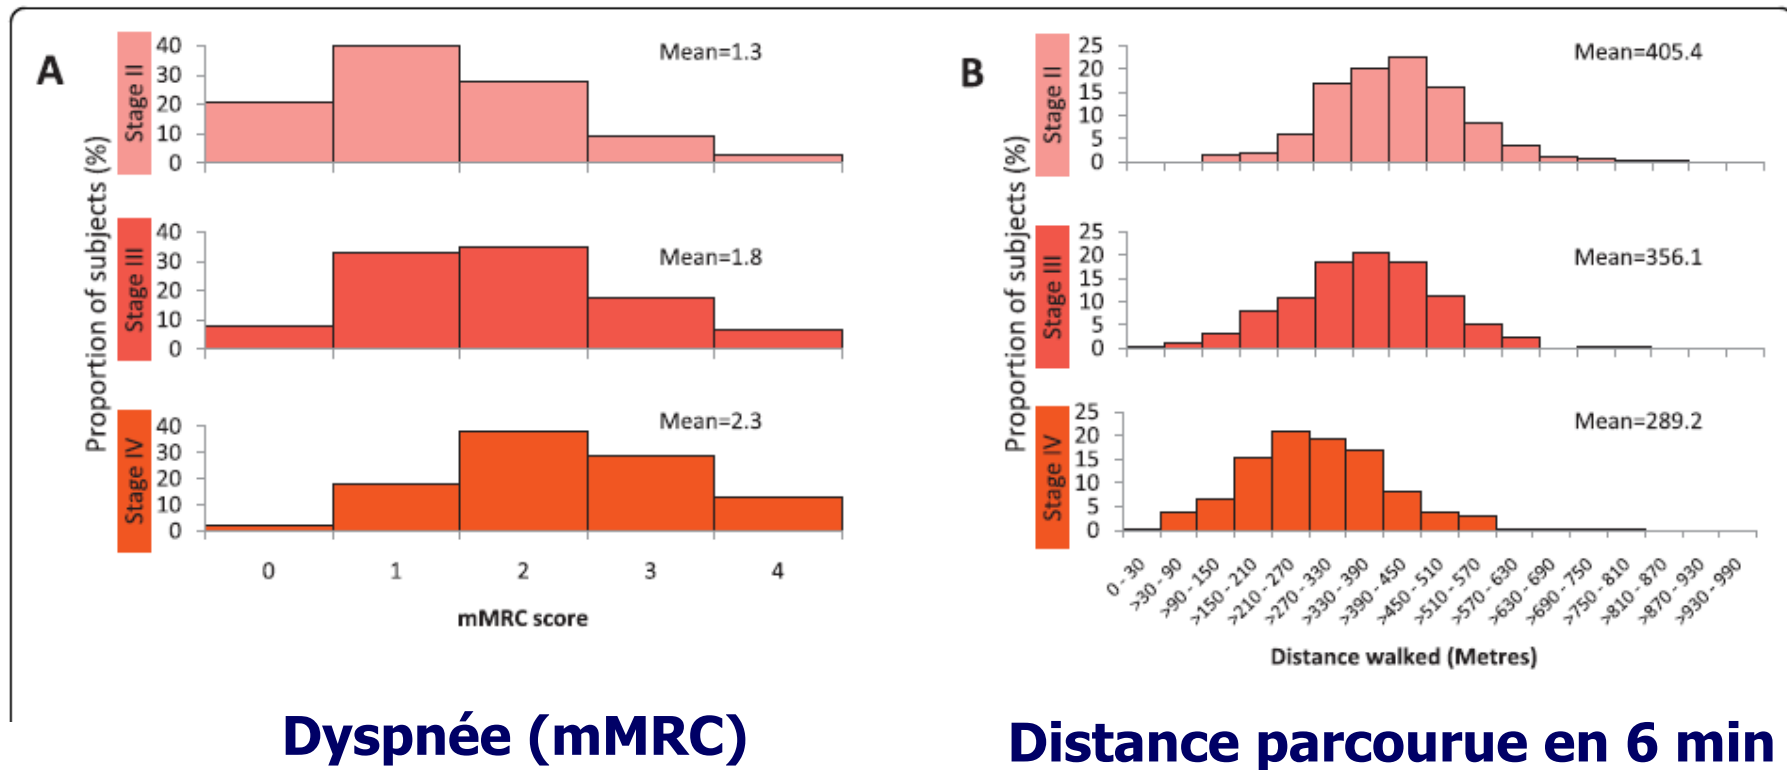 A
Proportion of subjects (%)
Stage II
40
30
20
10
0
Mean=1.3
Stage III
40
30
20
10
0
Mean=1.8
Stage IV
40
30
20
10
0
Mean=2.3
0 1 2 3 4
mMRC score
Dyspnée (mMRC)
B
Proportion of subjects (%)
Stage II
25
20
15
10
5
0
Mean=405.4
Stage III
25
20
15
10
5
0
Mean=356.1
Stage IV
25
20
15
10
5
0
Mean=289.2
0 - 30
>30 - 90
>90 - 150
>150 - 210
>210 - 270
>270 - 330
>330 - 390
>390 - 450
>450 - 510
>510 - 570
>570 - 630
>630 - 690
>690 - 750
>750 - 810
>810 - 870
>870 - 930
>930 - 990
Distance walked (Metres)
Distance parcourue en 6 min